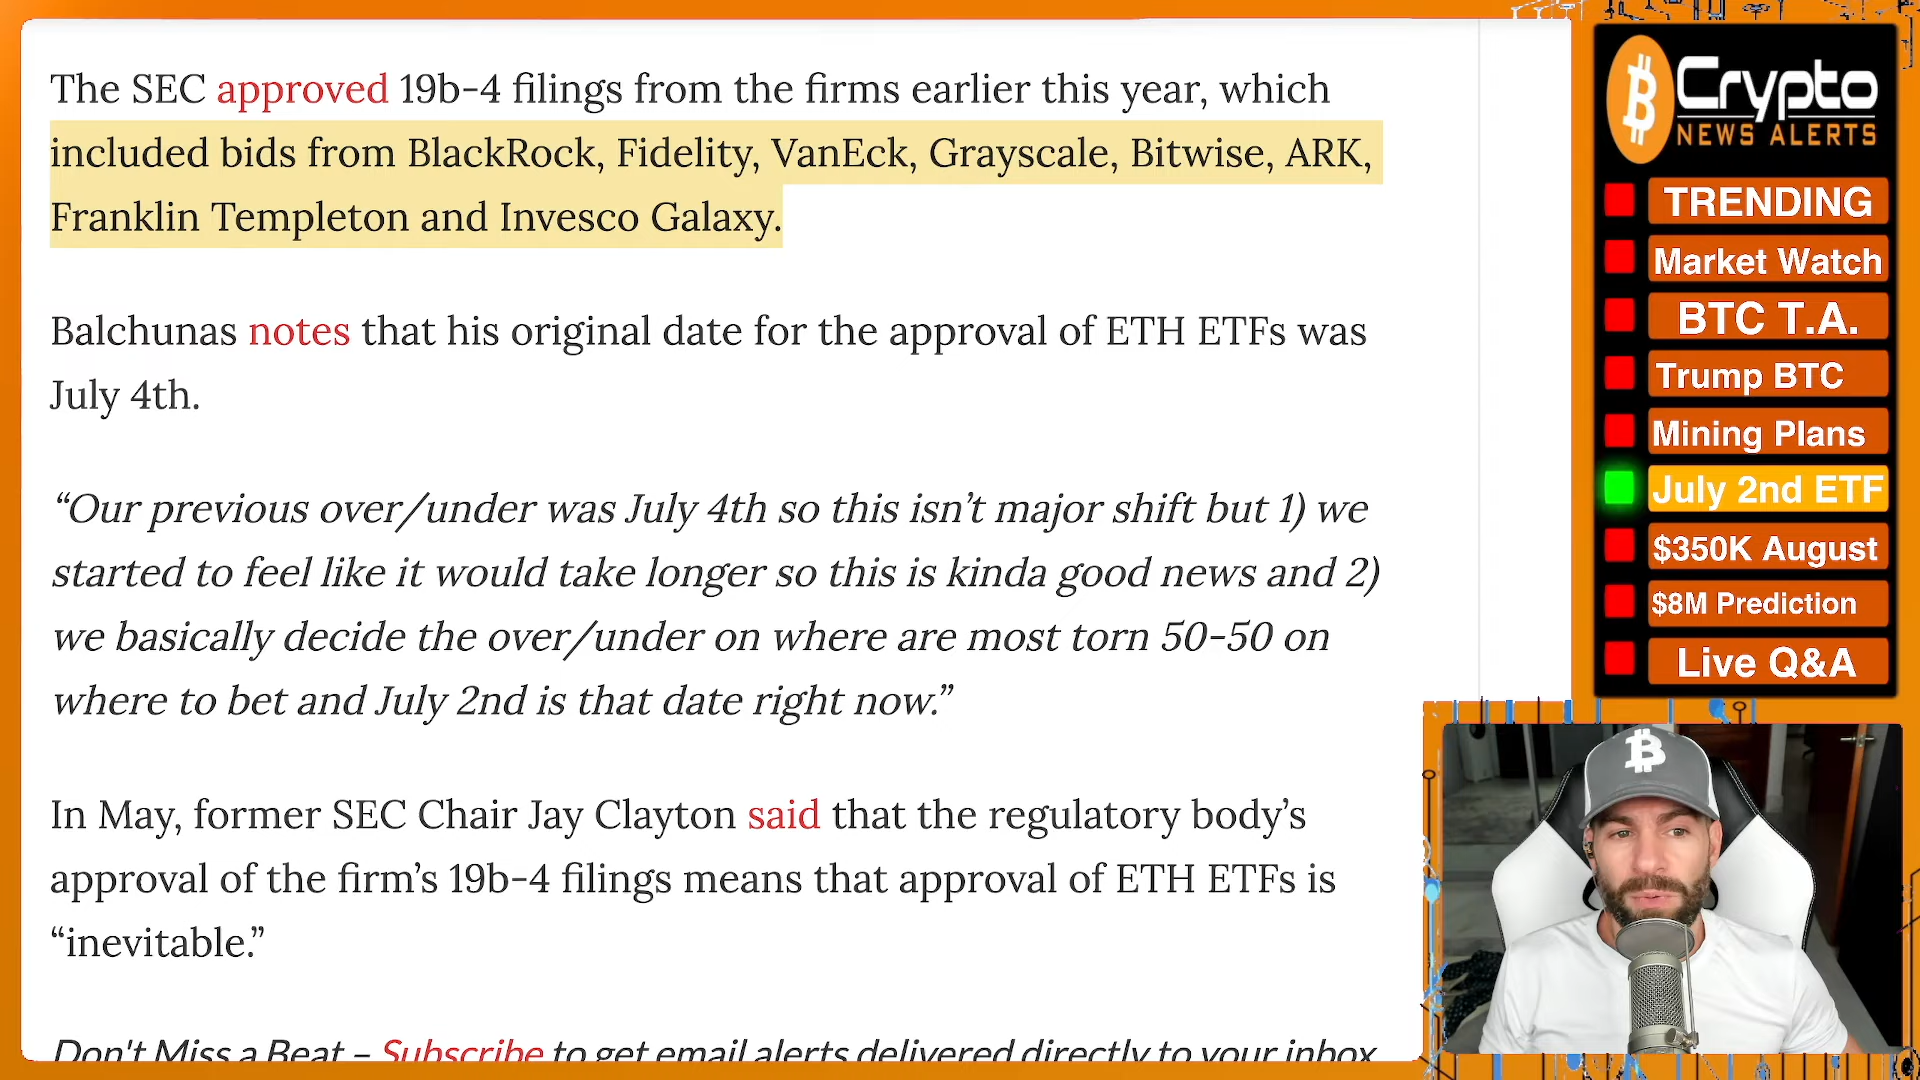 The SEC approved 19b-4 filings from the firms earlier this year, which
included bids from BlackRock, Fidelity, VanEck, Grayscale, Bitwise, ARK,
Franklin Templeton and Invesco Galaxy.
Balchunas notes that his original date for the approval of ETH ETFs was
July 4th.
“Our previous over/under was July 4th so this isn’t major shift but 1) we
started to feel like it would take longer so this is kinda good news and 2)
we basically decide the over/under on where are most torn 50-50 on
where to bet and July 2nd is that date right now.”
In May, former SEC Chair Jay Clayton said that the regulatory body’s
approval of the firm’s 19b-4 filings means that approval of ETH ETFs is
“inevitable.”
Don't Miss a Beat – Subscribe to get email alerts delivered directly to your inbox
Crypto
NEWS ALERTS
TRENDING
Market Watch
BTC T.A.
Trump BTC
Mining Plans
July 2nd ETF
$350K August
$8M Prediction
Live Q&A